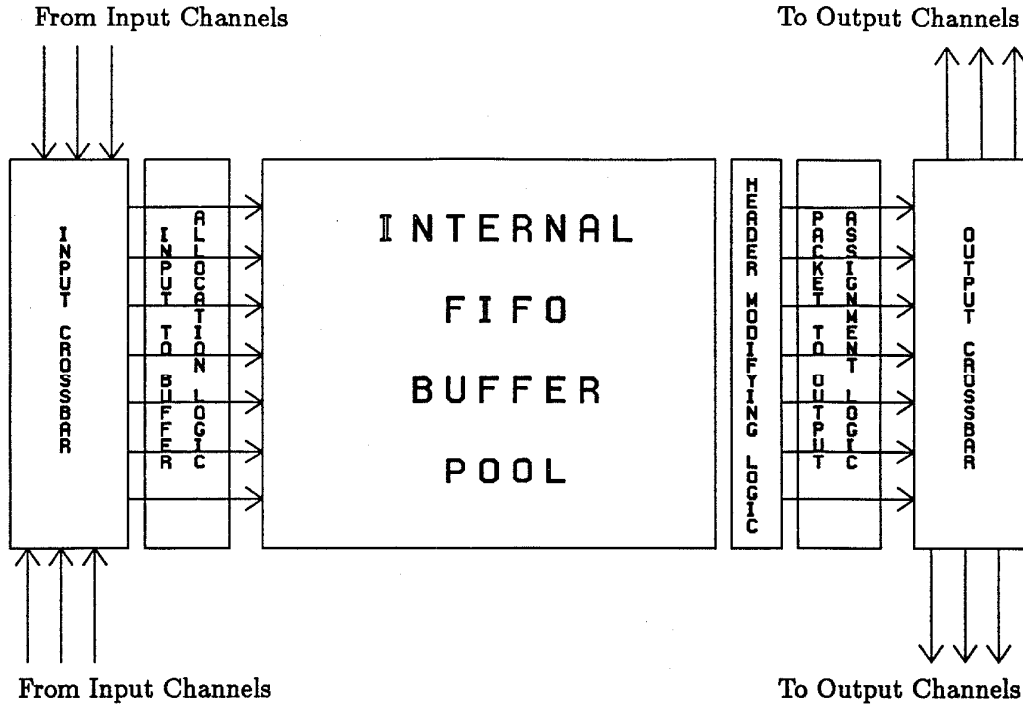 From Input Channels
To Output Channels
INPUT CROSSBAR
INPUT TO BUFFER
ALLOCATION LOGIC
INTERNAL
FIFO
BUFFER
POOL
HEADER MODIFYING LOGIC
PACKET TO OUTPUT
ASSIGNMENT LOGIC
OUTPUT CROSSBAR
From Input Channels
To Output Channels